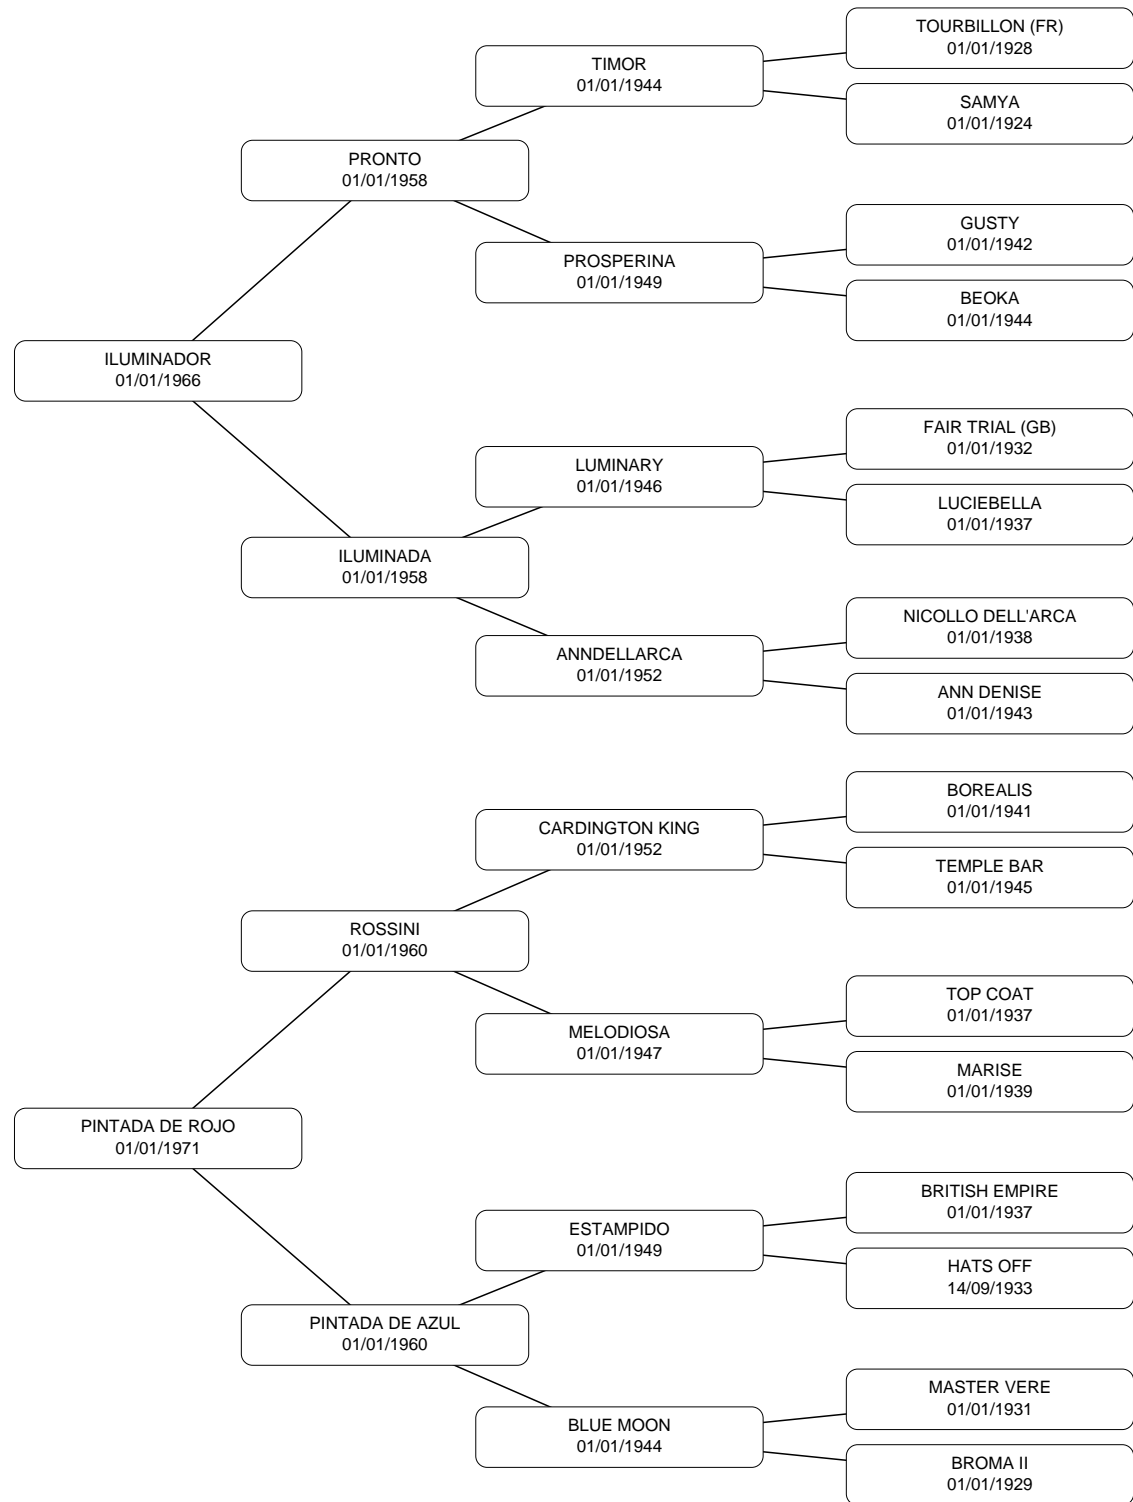 TOURBILLON (FR)
01/01/1928
TIMOR
01/01/1944
SAMYA
01/01/1924
PRONTO
01/01/1958
GUSTY
01/01/1942
PROSPERINA
01/01/1949
BEOKA
01/01/1944
ILUMINADOR
01/01/1966
FAIR TRIAL (GB)
01/01/1932
LUMINARY
01/01/1946
LUCIEBELLA
01/01/1937
ILUMINADA
01/01/1958
NICOLLO DELL'ARCA
01/01/1938
ANNDELLARCA
01/01/1952
ANN DENISE
01/01/1943
BOREALIS
01/01/1941
CARDINGTON KING
01/01/1952
TEMPLE BAR
01/01/1945
ROSSINI
01/01/1960
TOP COAT
01/01/1937
MELODIOSA
01/01/1947
MARISE
01/01/1939
PINTADA DE ROJO
01/01/1971
BRITISH EMPIRE
01/01/1937
ESTAMPIDO
01/01/1949
HATS OFF
14/09/1933
PINTADA DE AZUL
01/01/1960
MASTER VERE
01/01/1931
BLUE MOON
01/01/1944
BROMA II
01/01/1929